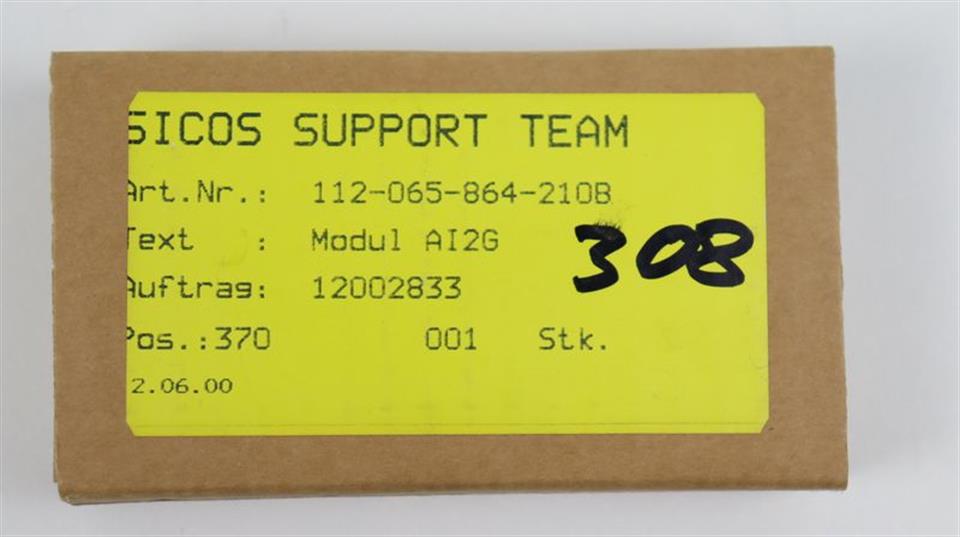 SICOS SUPPORT TEAM
Art.Nr.: 112-065-864-210B
Text : Modul AI2G
308
Auftrag: 12002833
Pos.:370 001 Stk.
2.06.00